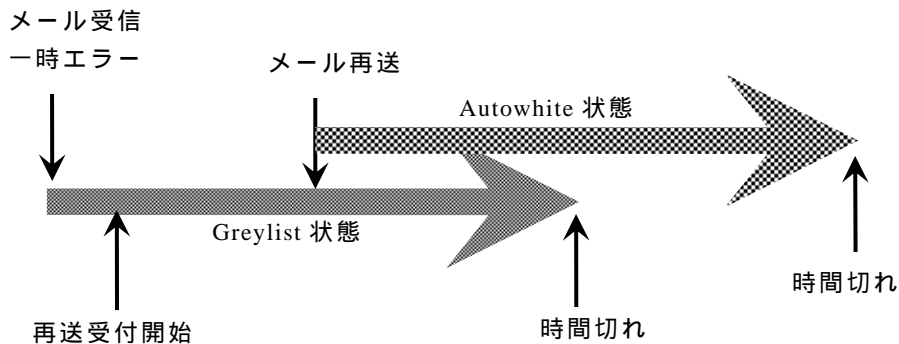 メール受信
一時エラー
メール再送
Autowhite 状態
Greylist 状態
再送受付開始
時間切れ
時間切れ